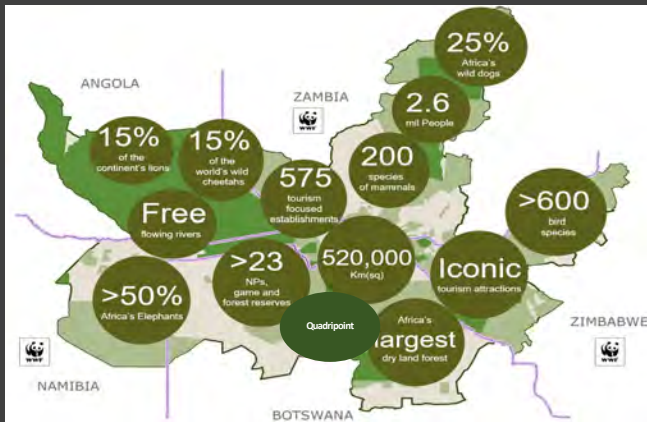 25%
Africa's
wild dogs
ANGOLA
ZAMBIA
WWF
2.6
mil People
15%
of the
continent's lions
15%
of the
world's wild
cheetahs
200
species
of mammals
575
tourism
focused
establishments
>600
bird
species
Free
flowing rivers
>23
NPs,
game and
forest reserves
520,000
Km(sq)
Iconic
tourism attractions
>50%
Africa's Elephants
Quadripoint
Africa's
largest
dry land forest
ZIMBABWE
WWF
WWF
NAMIBIA
BOTSWANA